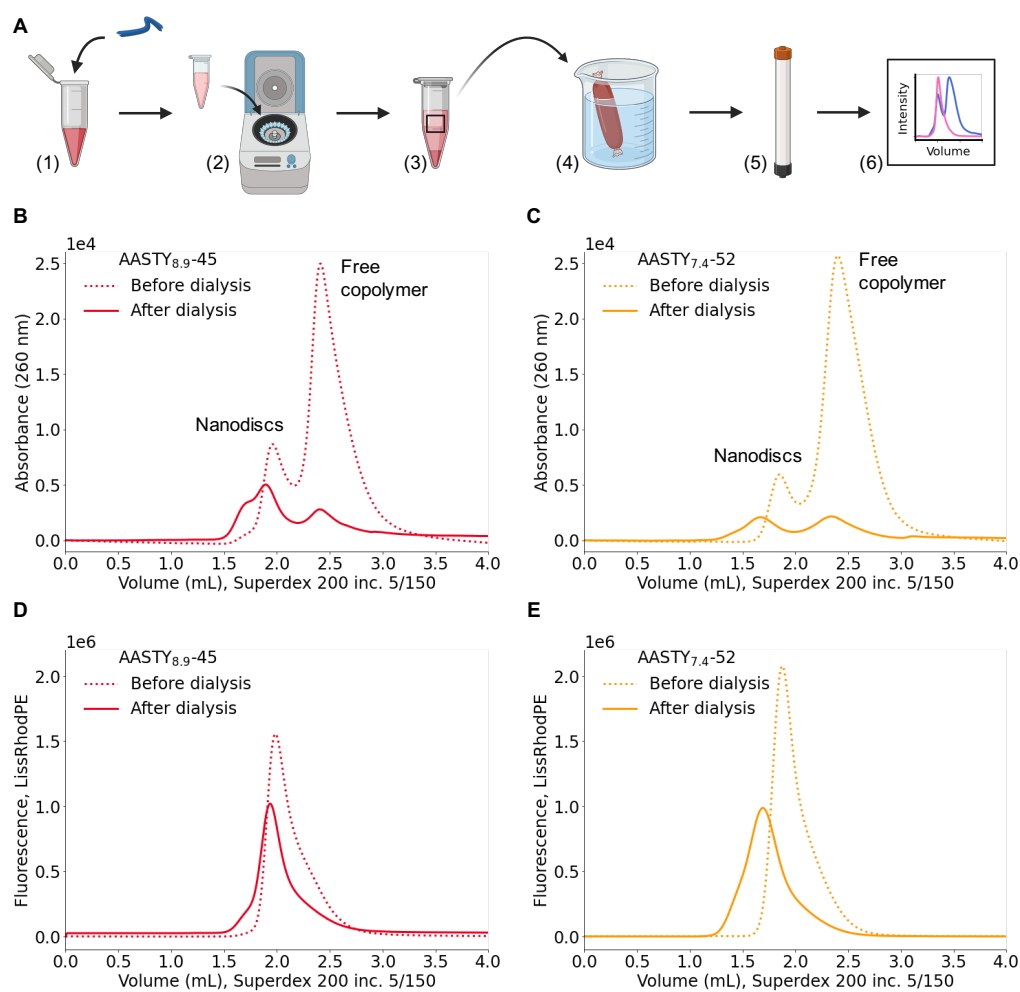 A
(1)
(2)
(3)
(4)
(5)
(6)
Intensity
Volume
B
1e4
AASTY8.9-45
Before dialysis
After dialysis
Free
copolymer
Nanodiscs
Absorbance (260 nm)
2.5
2.0
1.5
1.0
0.5
0.0
0.0 0.5 1.0 1.5 2.0 2.5 3.0 3.5 4.0
Volume (mL), Superdex 200 inc. 5/150
C
1e4
AASTY7.4-52
Before dialysis
After dialysis
Free
copolymer
Nanodiscs
Absorbance (260 nm)
2.5
2.0
1.5
1.0
0.5
0.0
0.0 0.5 1.0 1.5 2.0 2.5 3.0 3.5 4.0
Volume (mL), Superdex 200 inc. 5/150
D
1e6
AASTY8.9-45
Before dialysis
After dialysis
Fluorescence, LissRhodPE
2.0
1.5
1.0
0.5
0.0
0.0 0.5 1.0 1.5 2.0 2.5 3.0 3.5 4.0
Volume (mL), Superdex 200 inc. 5/150
E
1e6
AASTY7.4-52
Before dialysis
After dialysis
Fluorescence, LissRhodPE
2.0
1.5
1.0
0.5
0.0
0.0 0.5 1.0 1.5 2.0 2.5 3.0 3.5 4.0
Volume (mL), Superdex 200 inc. 5/150